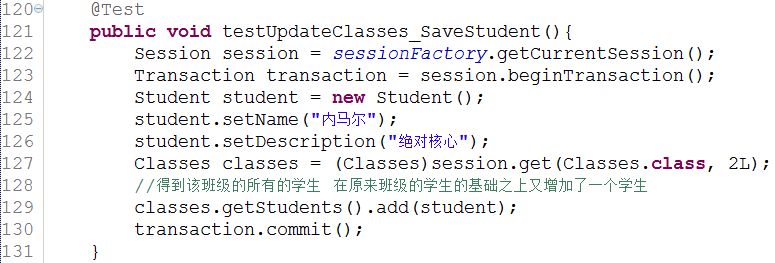 120 @Test
121 public void testUpdateClasses_SaveStudent(){
122 Session session = sessionFactory.getCurrentSession();
123 Transaction transaction = session.beginTransaction();
124 Student student = new Student();
125 student.setName("内马尔");
126 student.setDescription("绝对核心");
127 Classes classes = (Classes)session.get(Classes.class, 2L);
128 //得到该班级的所有的学生 在原来班级的学生的基础之上又增加了一个学生
129 classes.getStudents().add(student);
130 transaction.commit();
131 }